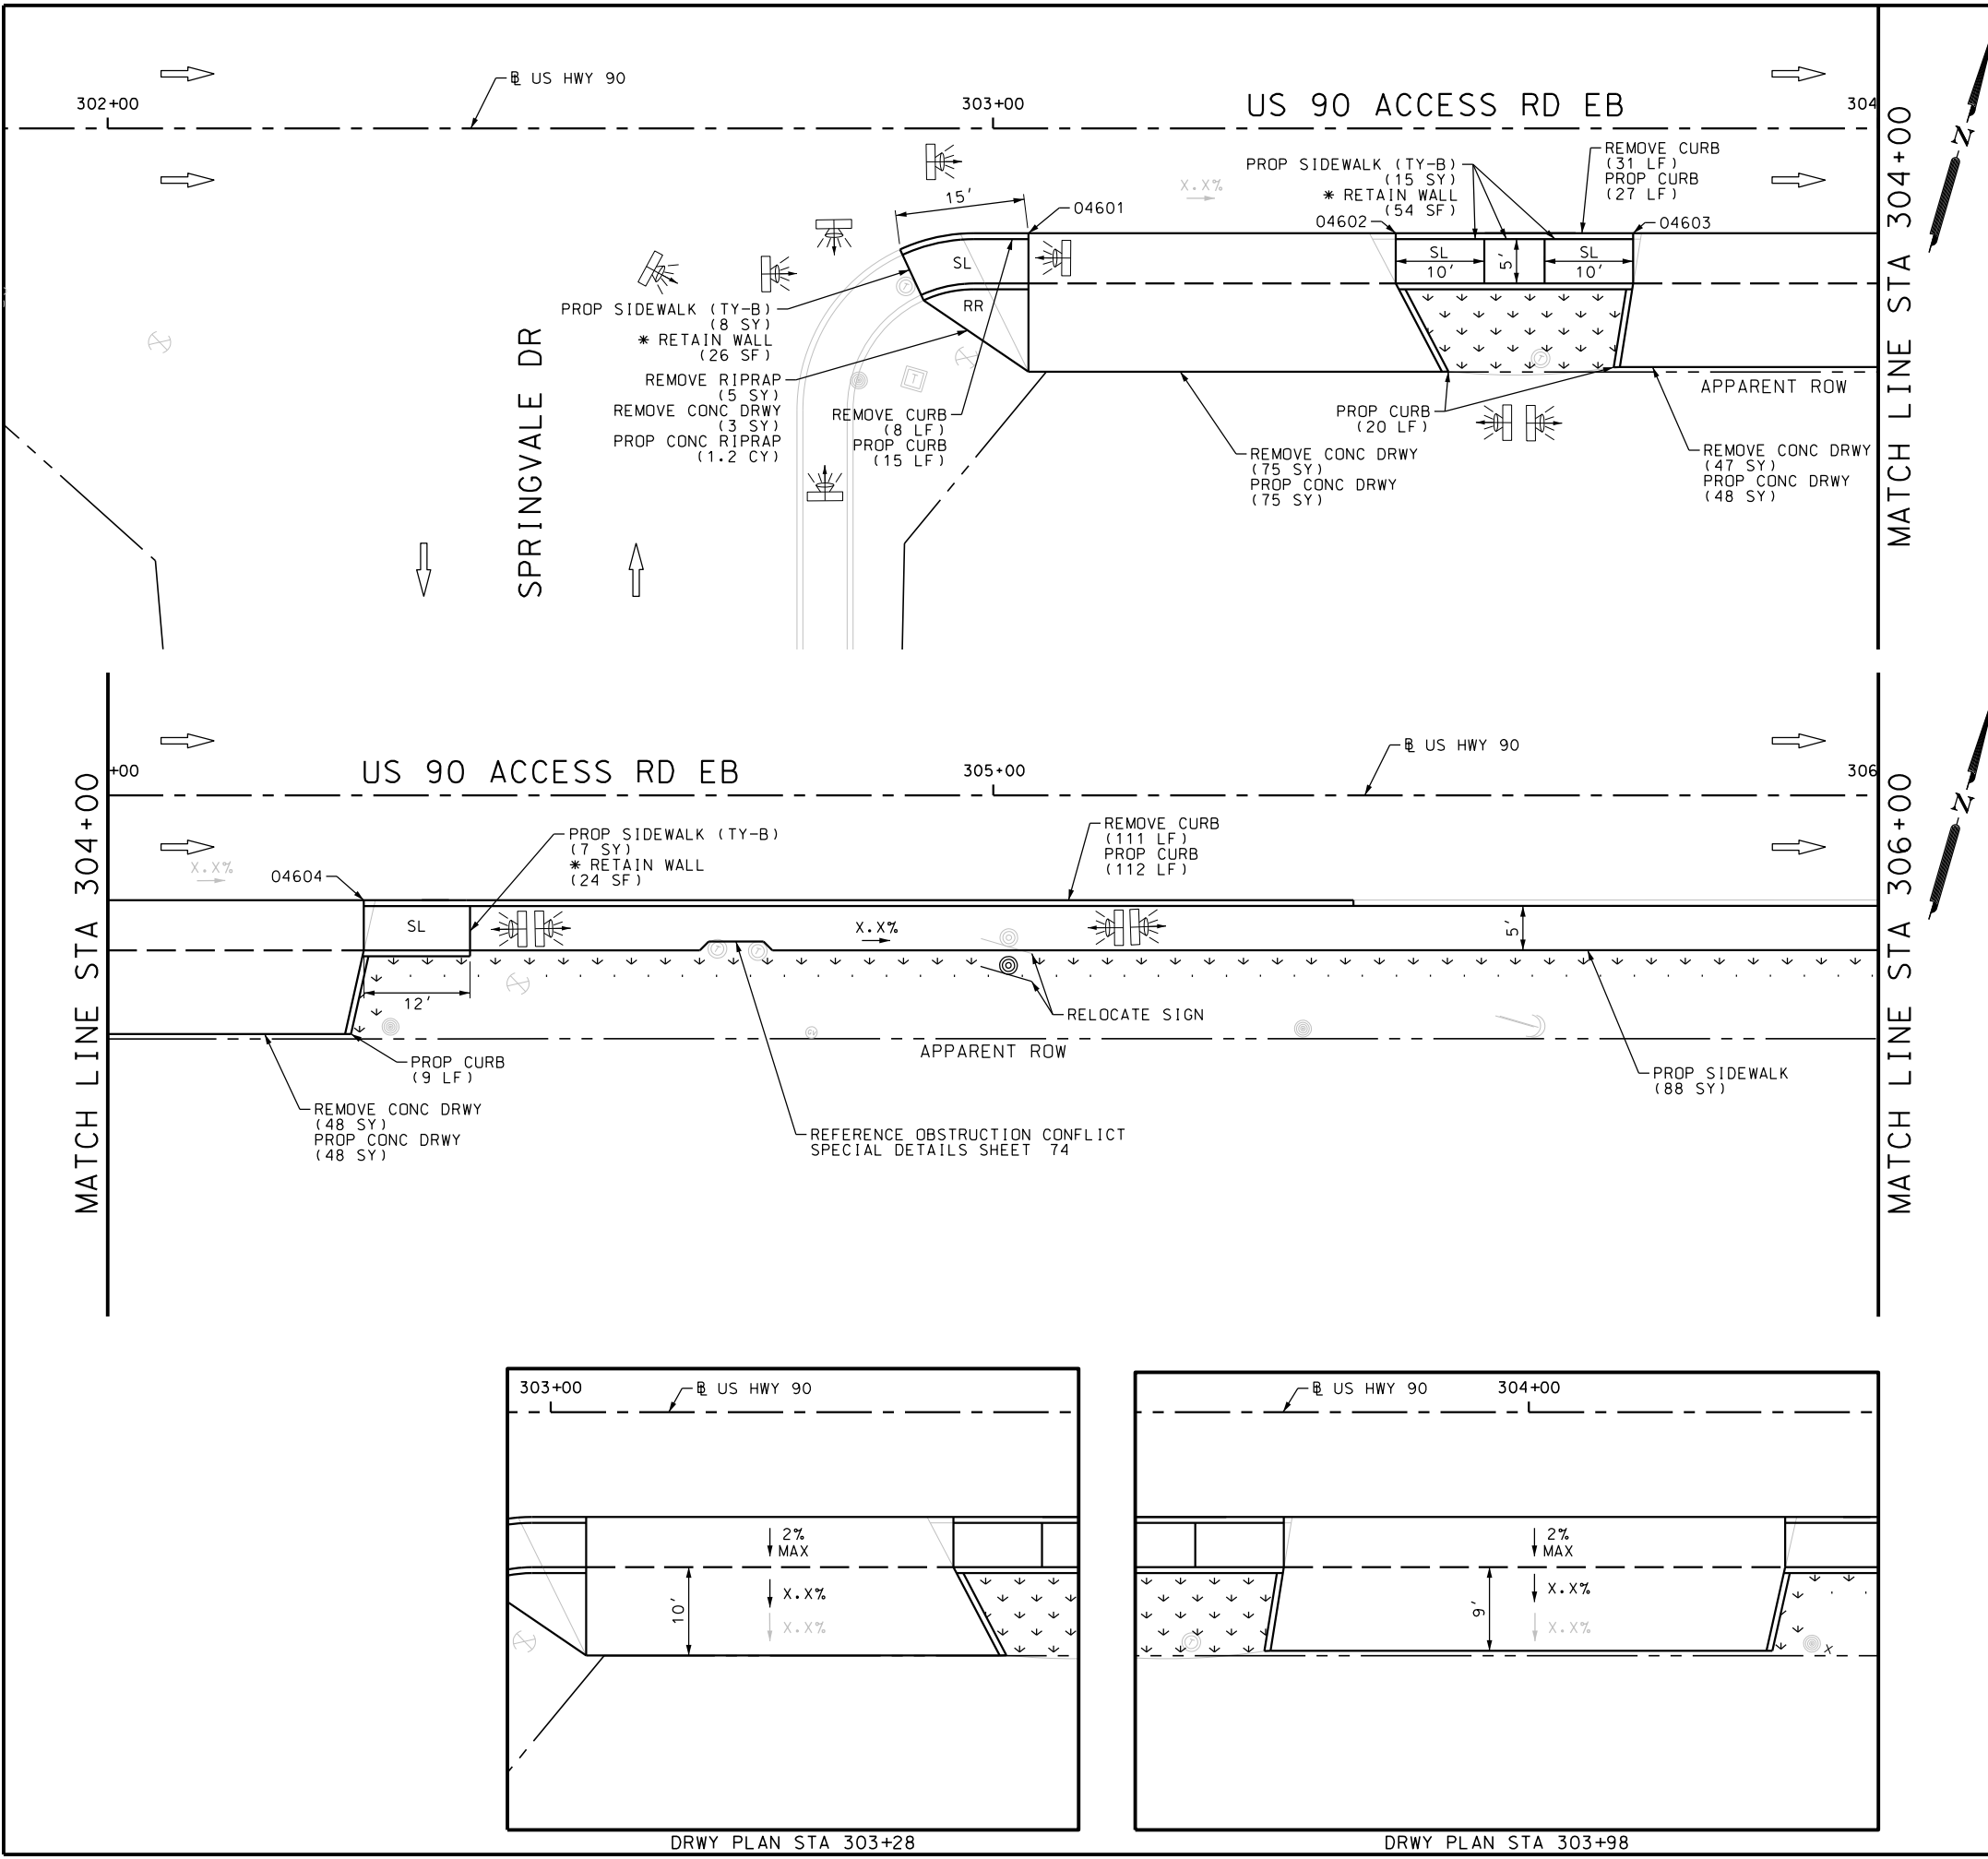 ℄ US HWY 90
302+00
303+00
US 90 ACCESS RD EB
304
MATCH LINE STA 304+00
N
15'
04601
X.X%
PROP SIDEWALK (TY-B)
(15 SY)
* RETAIN WALL
(54 SF)
REMOVE CURB
(31 LF)
PROP CURB
(27 LF)
04602
04603
SL
RR
SL
10'
5'
SL
10'
PROP SIDEWALK (TY-B)
(8 SY)
* RETAIN WALL
(26 SF)
REMOVE RIPRAP
(5 SY)
REMOVE CONC DRWY
(3 SY)
PROP CONC RIPRAP
(1.2 CY)
T
T
T
REMOVE CURB
(8 LF)
PROP CURB
(15 LF)
SPRINGVALE DR
PROP CURB
(20 LF)
APPARENT ROW
REMOVE CONC DRWY
(75 SY)
PROP CONC DRWY
(75 SY)
REMOVE CONC DRWY
(47 SY)
PROP CONC DRWY
(48 SY)
MATCH LINE STA 304+00
+00
US 90 ACCESS RD EB
305+00
℄ US HWY 90
306
MATCH LINE STA 306+00
N
X.X%
04604
PROP SIDEWALK (TY-B)
(7 SY)
* RETAIN WALL
(24 SF)
REMOVE CURB
(111 LF)
PROP CURB
(112 LF)
SL
X.X%
5'
T
T
12'
RELOCATE SIGN
APPARENT ROW
PROP CURB
(9 LF)
PROP SIDEWALK
(88 SY)
REMOVE CONC DRWY
(48 SY)
PROP CONC DRWY
(48 SY)
REFERENCE OBSTRUCTION CONFLICT
SPECIAL DETAILS SHEET 74
303+00
℄ US HWY 90
2%
MAX
X.X%
10'
X.X%
DRWY PLAN STA 303+28
℄ US HWY 90
304+00
2%
MAX
X.X%
9'
X.X%
T
X
DRWY PLAN STA 303+98